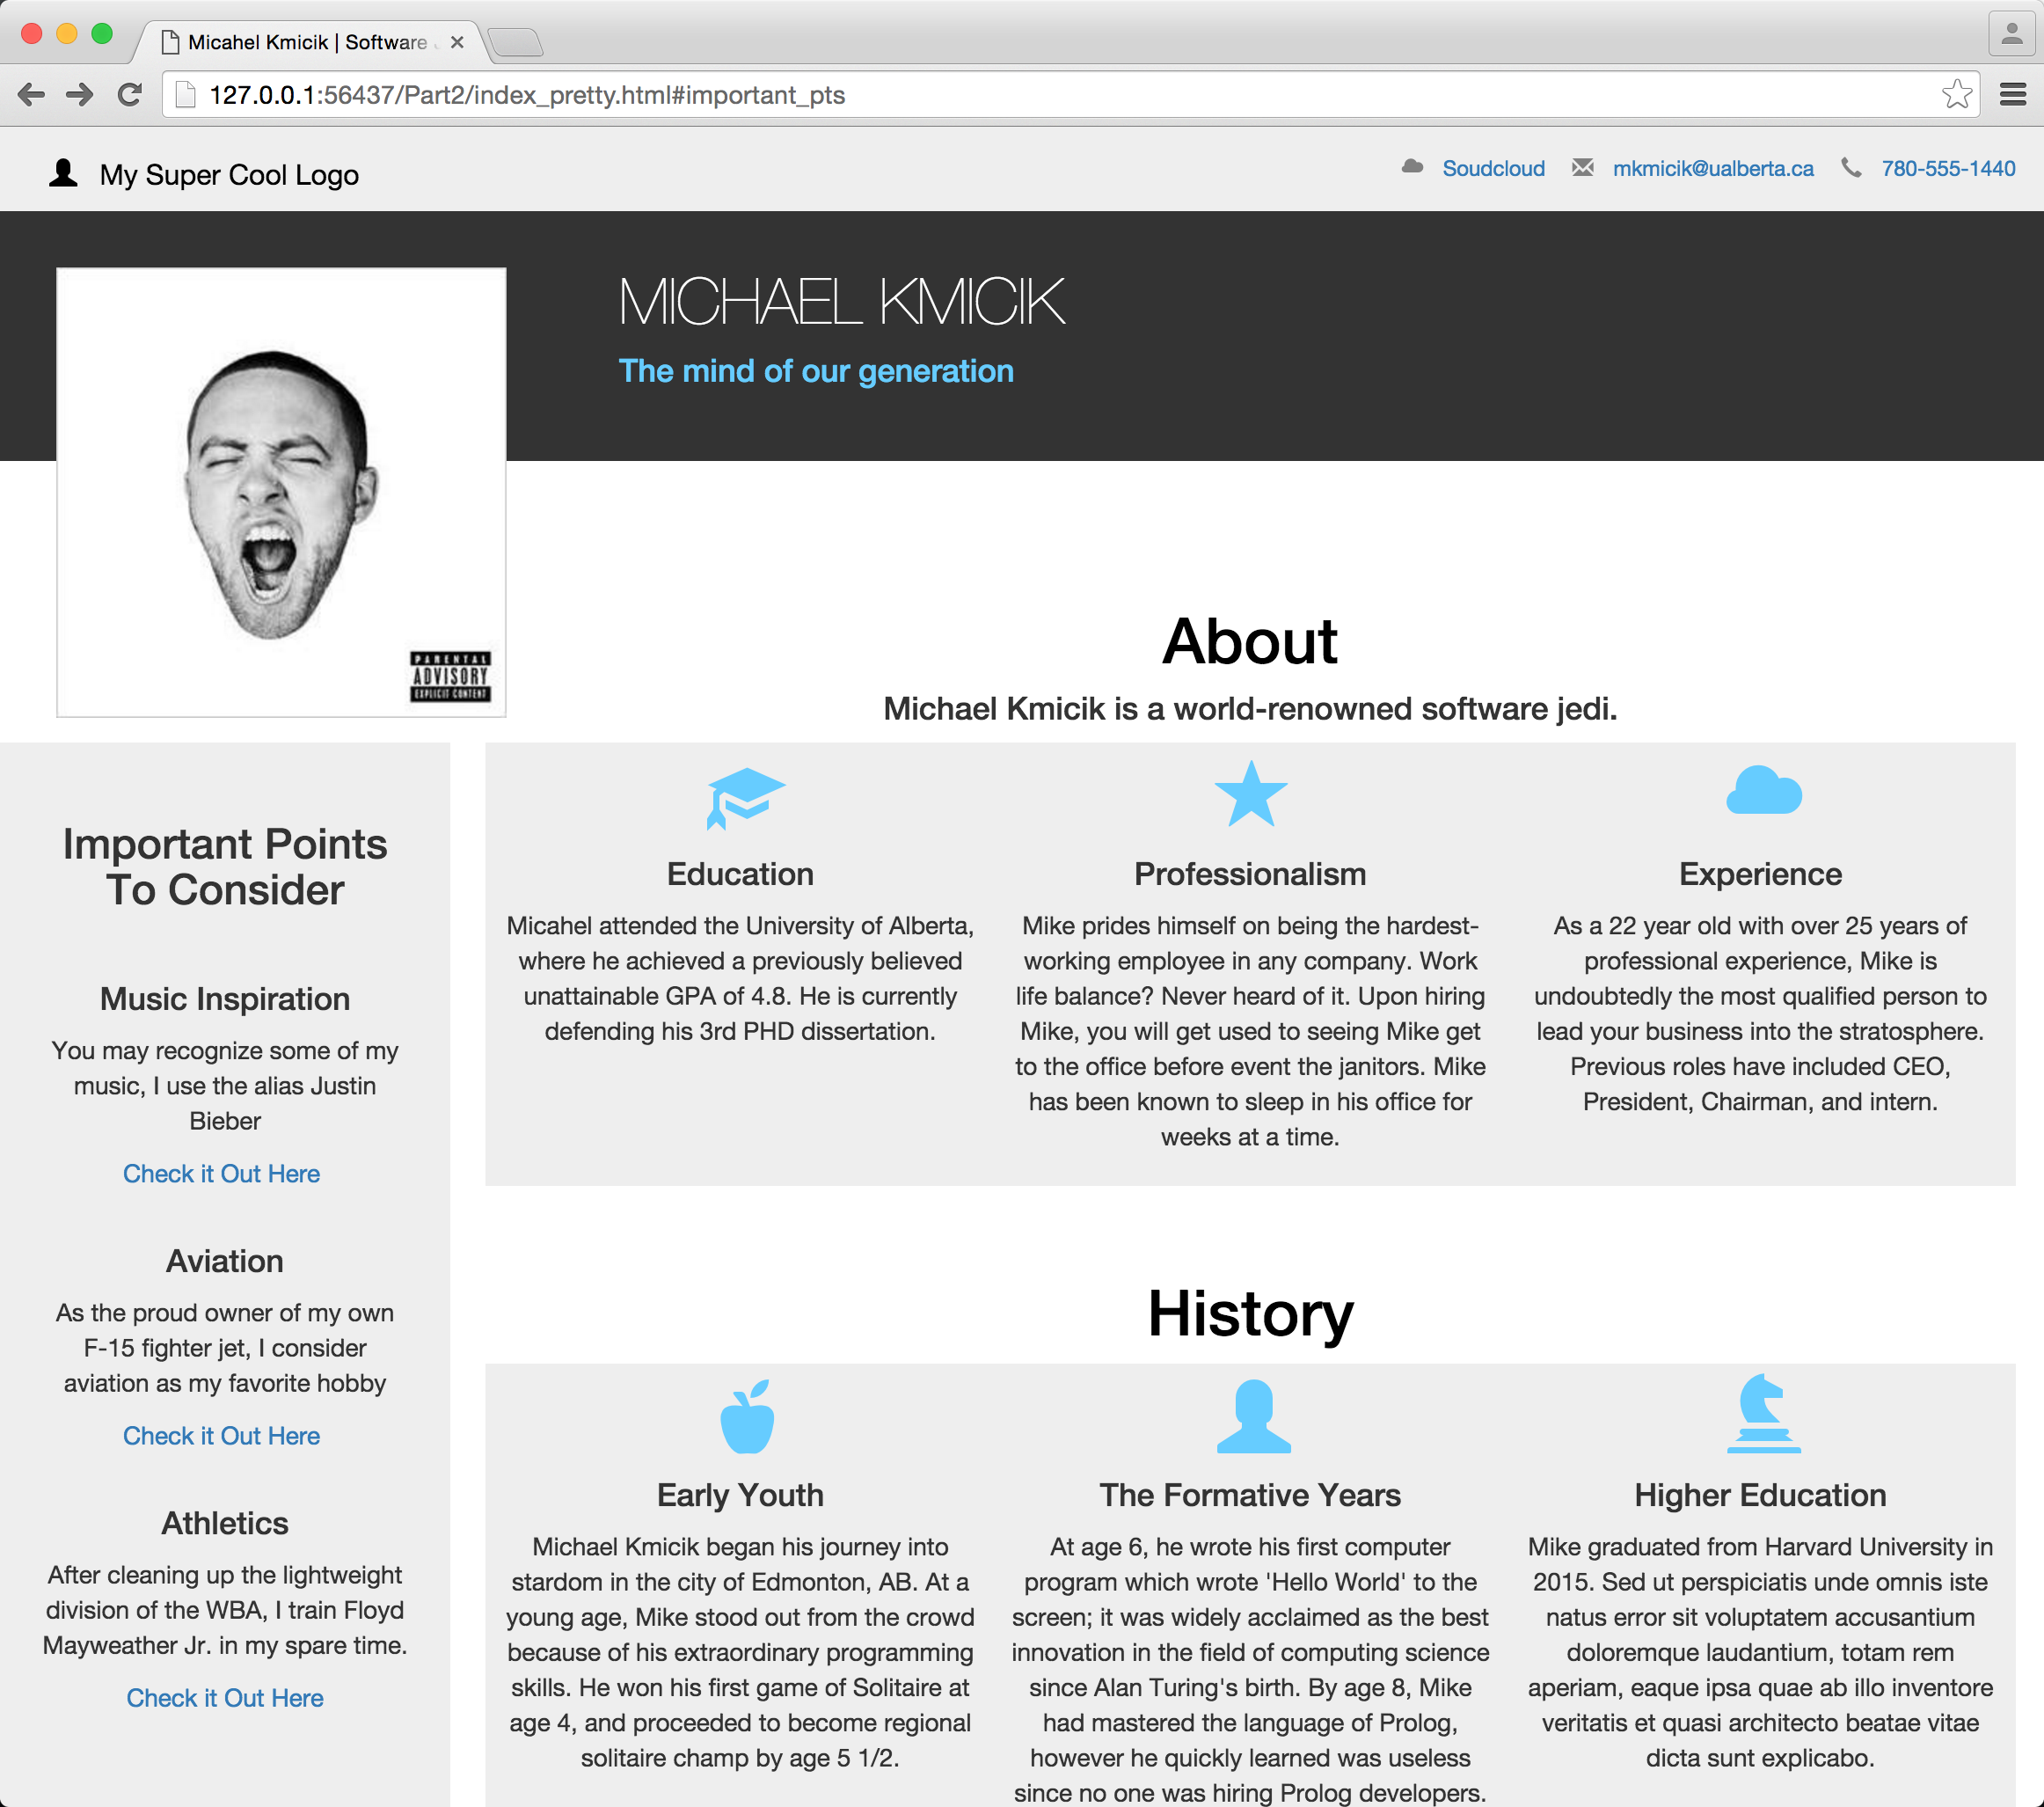 Micahel Kmicik | Software
127.0.0.1:56437/Part2/index_pretty.html#important_pts
My Super Cool Logo
Soudcloud
mkmicik@ualberta.ca
780-555-1440
MICHAEL KMICIK
The mind of our generation
PARENTAL
ADVISORY
EXPLICIT CONTENT
About
Michael Kmicik is a world-renowned software jedi.
Important Points
To Consider
Music Inspiration
You may recognize some of my
music, I use the alias Justin
Bieber
Check it Out Here
Aviation
As the proud owner of my own
F-15 fighter jet, I consider
aviation as my favorite hobby
Check it Out Here
Athletics
After cleaning up the lightweight
division of the WBA, I train Floyd
Mayweather Jr. in my spare time.
Check it Out Here
Education
Micahel attended the University of Alberta,
where he achieved a previously believed
unattainable GPA of 4.8. He is currently
defending his 3rd PHD dissertation.
Professionalism
Mike prides himself on being the hardest-
working employee in any company. Work
life balance? Never heard of it. Upon hiring
Mike, you will get used to seeing Mike get
to the office before event the janitors. Mike
has been known to sleep in his office for
weeks at a time.
Experience
As a 22 year old with over 25 years of
professional experience, Mike is
undoubtedly the most qualified person to
lead your business into the stratosphere.
Previous roles have included CEO,
President, Chairman, and intern.
History
Early Youth
Michael Kmicik began his journey into
stardom in the city of Edmonton, AB. At a
young age, Mike stood out from the crowd
because of his extraordinary programming
skills. He won his first game of Solitaire at
age 4, and proceeded to become regional
solitaire champ by age 5 1/2.
The Formative Years
At age 6, he wrote his first computer
program which wrote 'Hello World' to the
screen; it was widely acclaimed as the best
innovation in the field of computing science
since Alan Turing's birth. By age 8, Mike
had mastered the language of Prolog,
however he quickly learned was useless
since no one was hiring Prolog developers.
Higher Education
Mike graduated from Harvard University in
2015. Sed ut perspiciatis unde omnis iste
natus error sit voluptatem accusantium
doloremque laudantium, totam rem
aperiam, eaque ipsa quae ab illo inventore
veritatis et quasi architecto beatae vitae
dicta sunt explicabo.